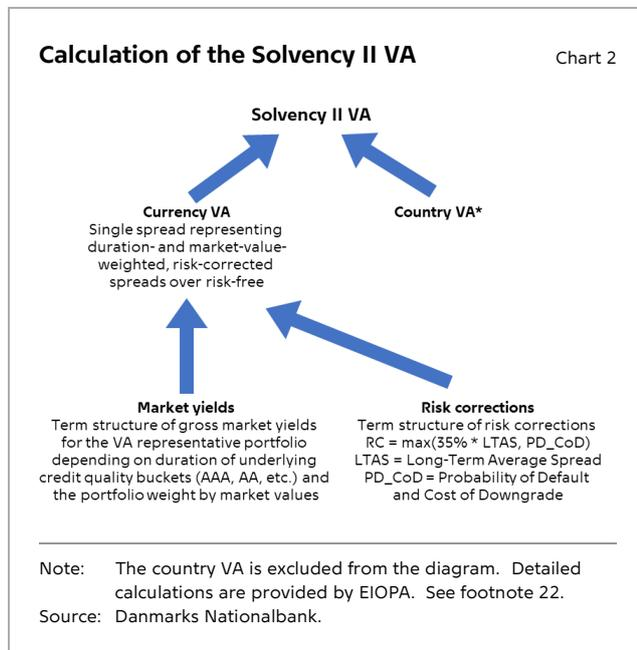 Calculation of the Solvency II VA
Chart 2
Solvency II VA
Currency VA
Single spread representing
duration- and market-value-
weighted, risk-corrected
spreads over risk-free
Country VA*
Market yields
Term structure of gross market yields
for the VA representative portfolio
depending on duration of underlying
credit quality buckets (AAA, AA, etc.) and
the portfolio weight by market values
Risk corrections
Term structure of risk corrections
RC = max(35% * LTAS, PD_CoD)
LTAS = Long-Term Average Spread
PD_CoD = Probability of Default
and Cost of Downgrade
Note: The country VA is excluded from the diagram. Detailed
calculations are provided by EIOPA. See footnote 22.
Source: Danmarks Nationalbank.